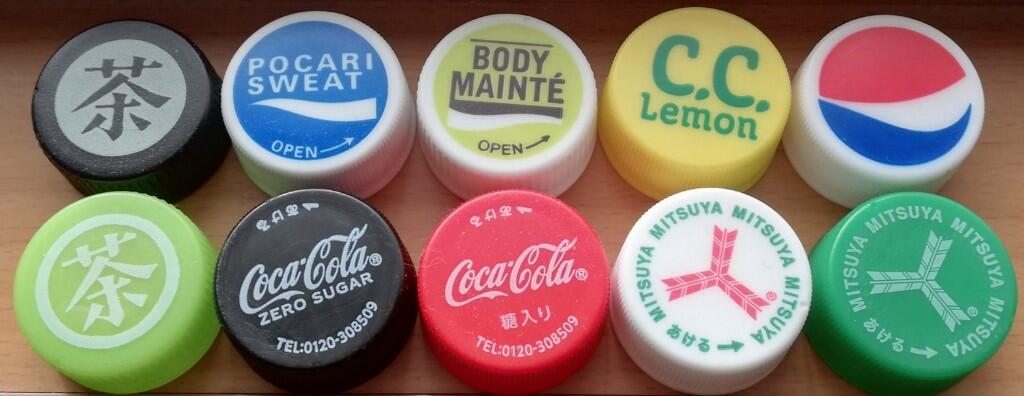 茶
POCARI
SWEAT
OPEN→
BODY
MAINTÉ
OPEN→
C.C.
Lemon
茶
Coca-Cola®
ZERO SUGAR
TEL:0120-308509
Coca-Cola®
糖入り
TEL:0120-308509
MITSUYA MITSUYA MITSUYA MITSUYA
®
あける→
MITSUYA MITSUYA MITSUYA MITSUYA
®
あける→